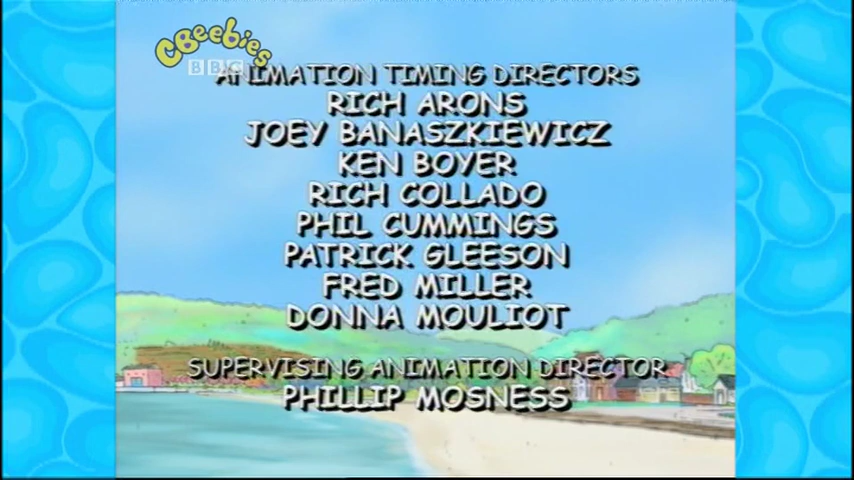 CBeebies
BBC
ANIMATION TIMING DIRECTORS
RICH ARONS
JOEY BANASZKIEWICZ
KEN BOYER
RICH COLLADO
PHIL CUMMINGS
PATRICK GLEESON
FRED MILLER
DONNA MOULIOT
SUPERVISING ANIMATION DIRECTOR
PHILLIP MOSNESS